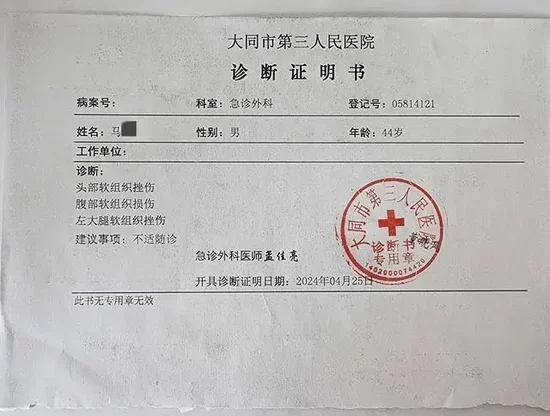 大同市第三人民医院
诊断证明书
病案号： 科室：急诊外科 登记号：05814121
姓名：马 性别：男 年龄：44岁
工作单位：
诊断：
头部软组织挫伤
腹部软组织损伤
左大腿软组织挫伤
建议事项：不适随诊
急诊外科医师孟佳亮
开具诊断证明日期：2024年04月25日
此书无专用章无效
大同市第三人民医院
诊断书
专用章
1402000074420